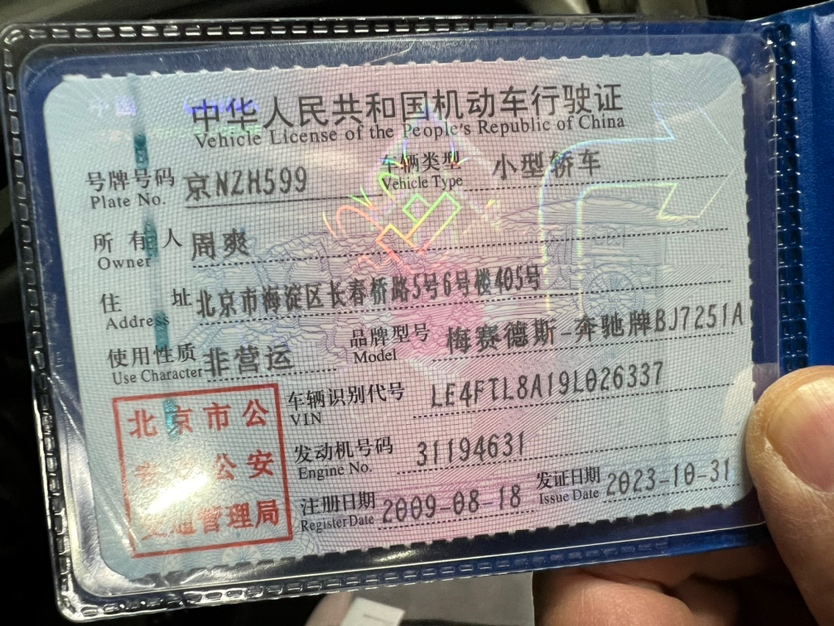 中华人民共和国机动车行驶证
Vehicle License of the People's Republic of China
号牌号码 京NZH599 车辆类型 小型轿车
Plate No. Vehicle Type
所有人 周爽
Owner
住址 北京市海淀区长春桥路5号6号楼405号
Address
使用性质 非营运 品牌型号 梅赛德斯-奔驰牌BJ7251A
Use Character Model
车辆识别代号 LE4FTL8A19L026337
VIN
发动机号码 31194631
Engine No.
注册日期 2009-08-18 发证日期 2023-10-31
Register Date Issue Date
北京市公
公安
交通管理局